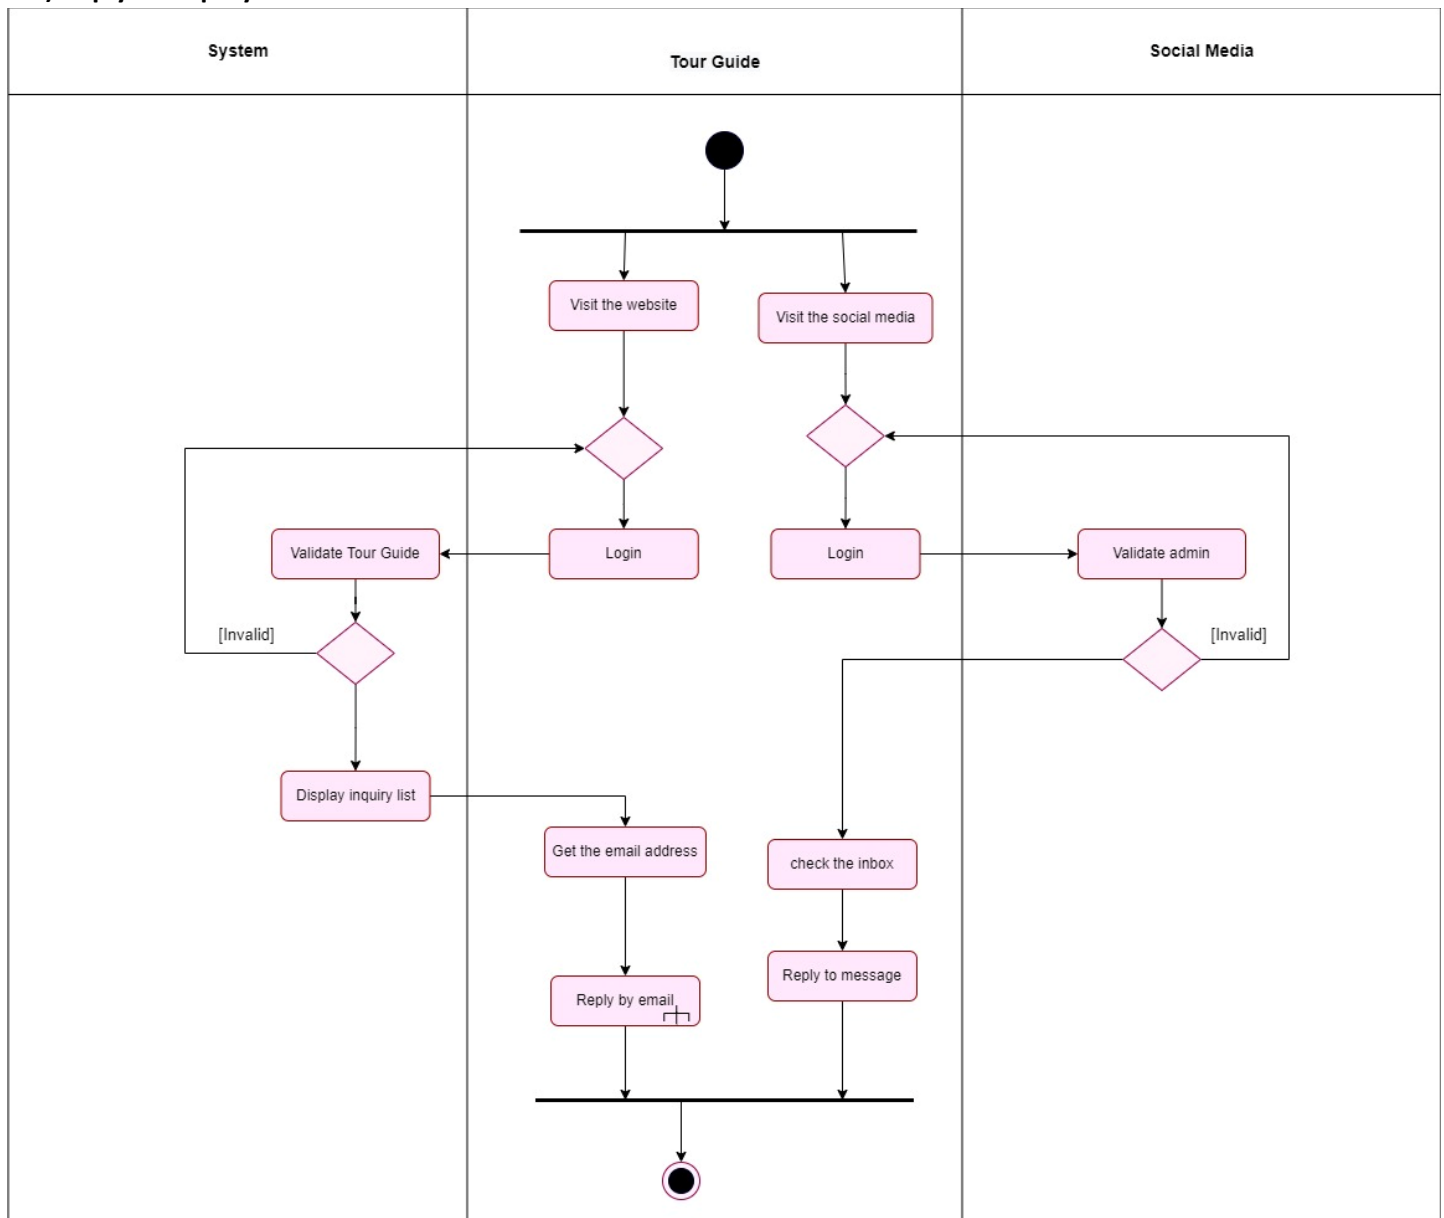 System
Tour Guide
Social Media
Visit the website
Visit the social media
Login
Login
Validate Tour Guide
Validate admin
[Invalid]
[Invalid]
Display inquiry list
Get the email address
check the inbox
Reply to message
Reply by email